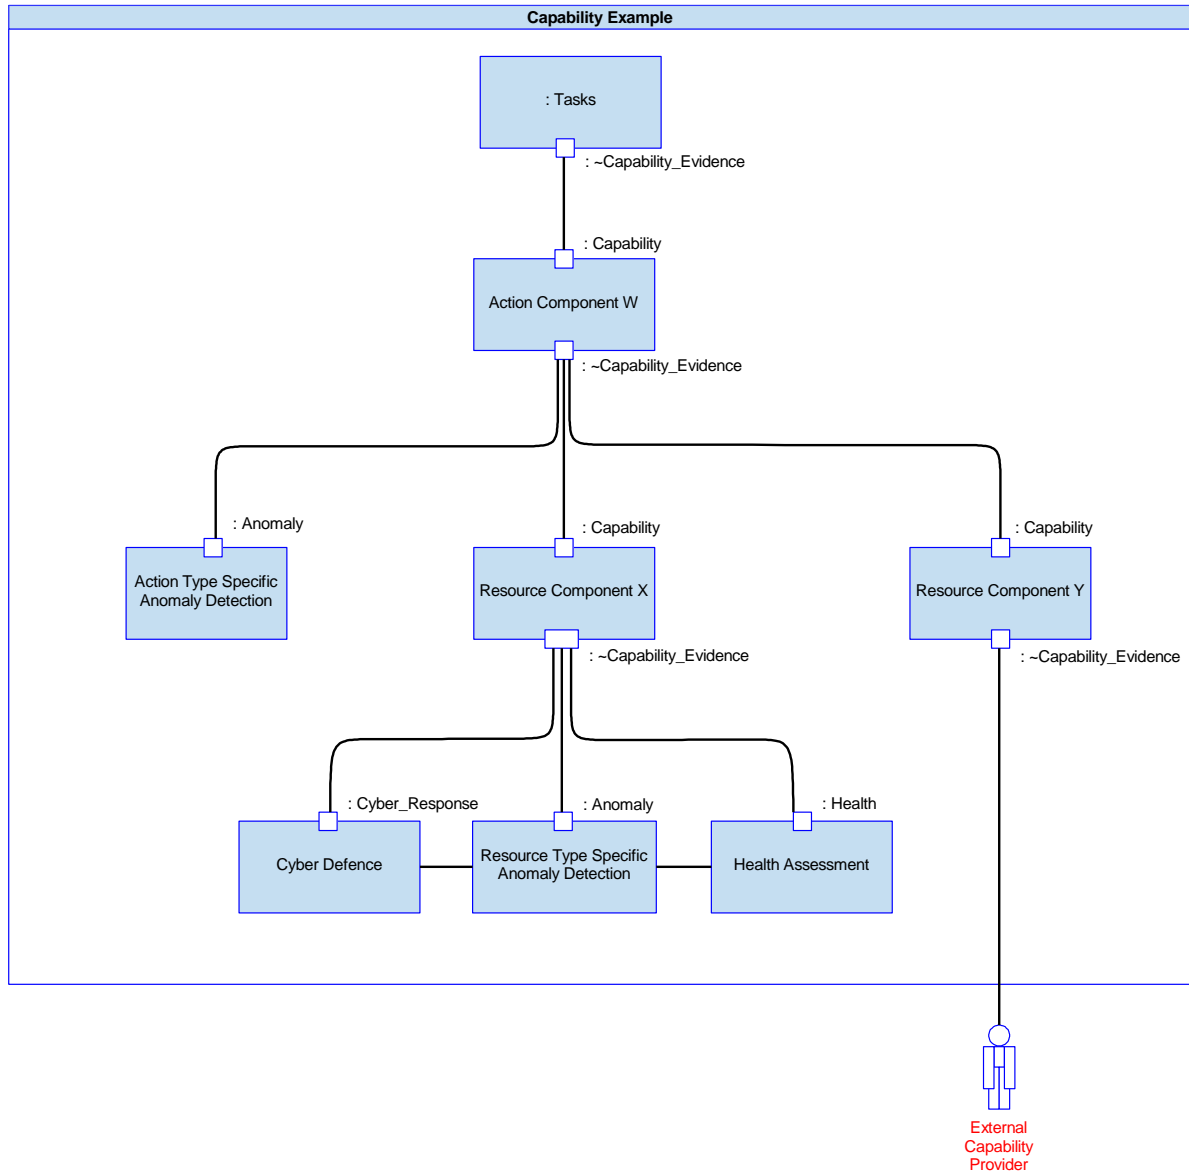 Capability Example
: Tasks
: ~Capability_Evidence
: Capability
Action Component W
: ~Capability_Evidence
: Anomaly
: Capability
: Capability
Action Type Specific
Anomaly Detection
Resource Component X
Resource Component Y
: ~Capability_Evidence
: ~Capability_Evidence
: Cyber_Response
: Anomaly
: Health
Cyber Defence
Resource Type Specific
Anomaly Detection
Health Assessment
External
Capability
Provider